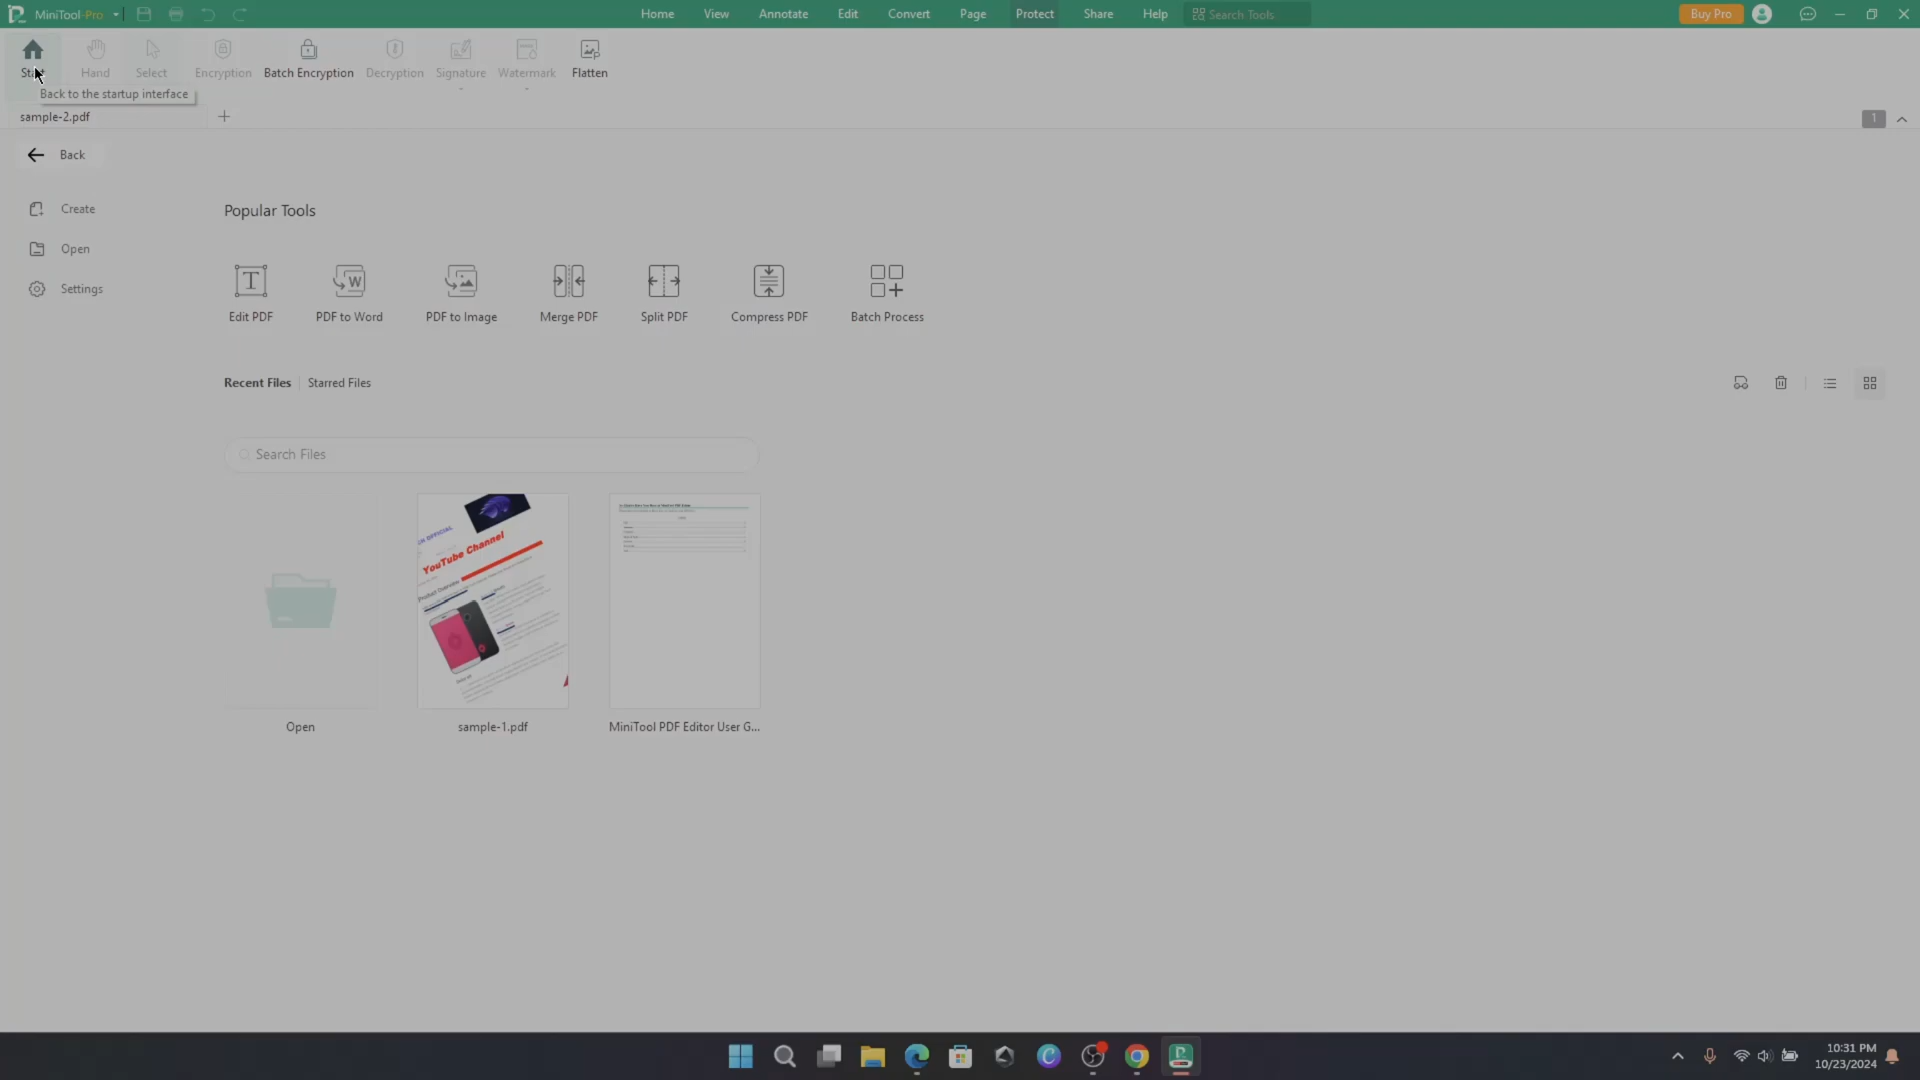 MiniTool-Pro
Home View Annotate Edit Convert Page Protect Share Help Search Tools Buy Pro
Hand Select Encryption Batch Encryption Decryption Signature Watermark Flatten
Back to the startup interface
sample-2.pdf 1
Back
Create
Open
Settings
Popular Tools
Edit PDF PDF to Word PDF to Image Merge PDF Split PDF Compress PDF Batch Process
Recent Files Starred Files
Search Files
YouTube Channel
Product Overview
Open sample-1.pdf MiniTool PDF Editor User G...
10:31 PM
10/23/2024